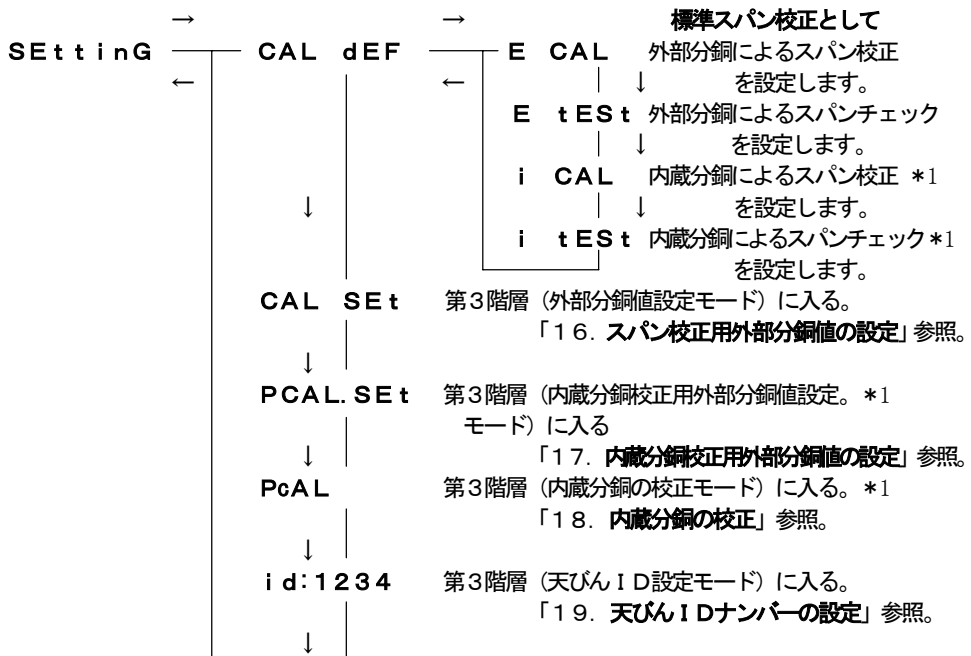 → → 標準スパン校正として
SEttinG CAL dEF E CAL 外部分銅によるスパン校正
← ← ↓ を設定します。
E tESt 外部分銅によるスパンチェック
↓ を設定します。
i CAL 内蔵分銅によるスパン校正 *1
↓ ↓ を設定します。
i tESt 内蔵分銅によるスパンチェック*1
を設定します。
CAL SEt 第3階層（外部分銅値設定モード）に入る。
「16. スパン校正用外部分銅値の設定」参照。
↓
PCAL.SEt 第3階層（内蔵分銅校正用外部分銅値設定。*1
モード）に入る
↓ 「17. 内蔵分銅校正用外部分銅値の設定」参照。
PcAL 第3階層（内蔵分銅の校正モード）に入る。*1
「18. 内蔵分銅の校正」参照。
↓
id:1234 第3階層（天びんID設定モード）に入る。
「19. 天びんIDナンバーの設定」参照。
↓